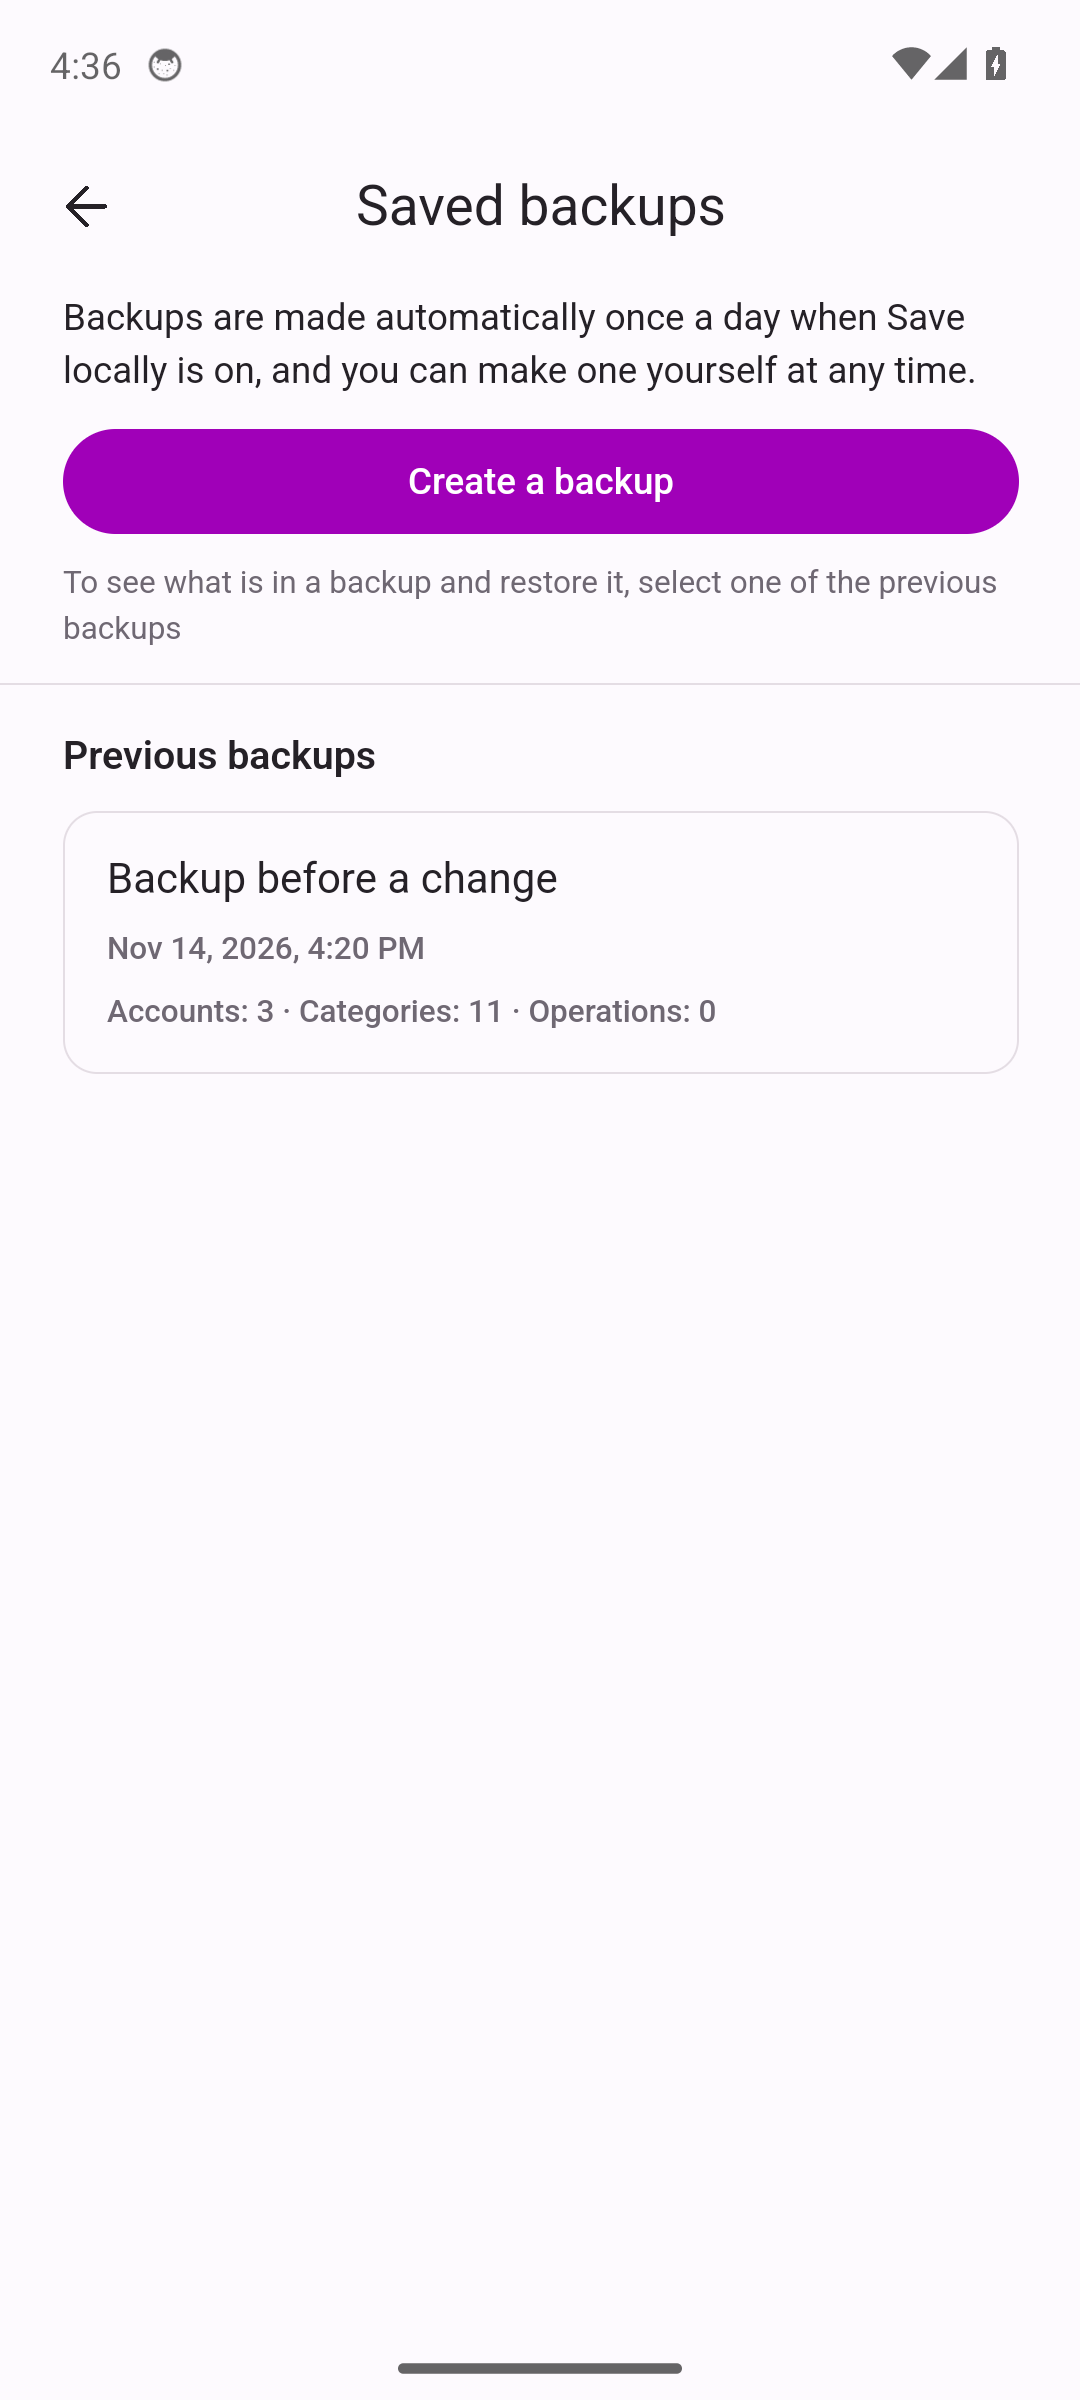 4:36
Saved backups
Backups are made automatically once a day when Save
locally is on, and you can make one yourself at any time.
Create a backup
To see what is in a backup and restore it, select one of the previous
backups
Previous backups
Backup before a change
Nov 14, 2026, 4:20 PM
Accounts: 3 · Categories: 11 · Operations: 0